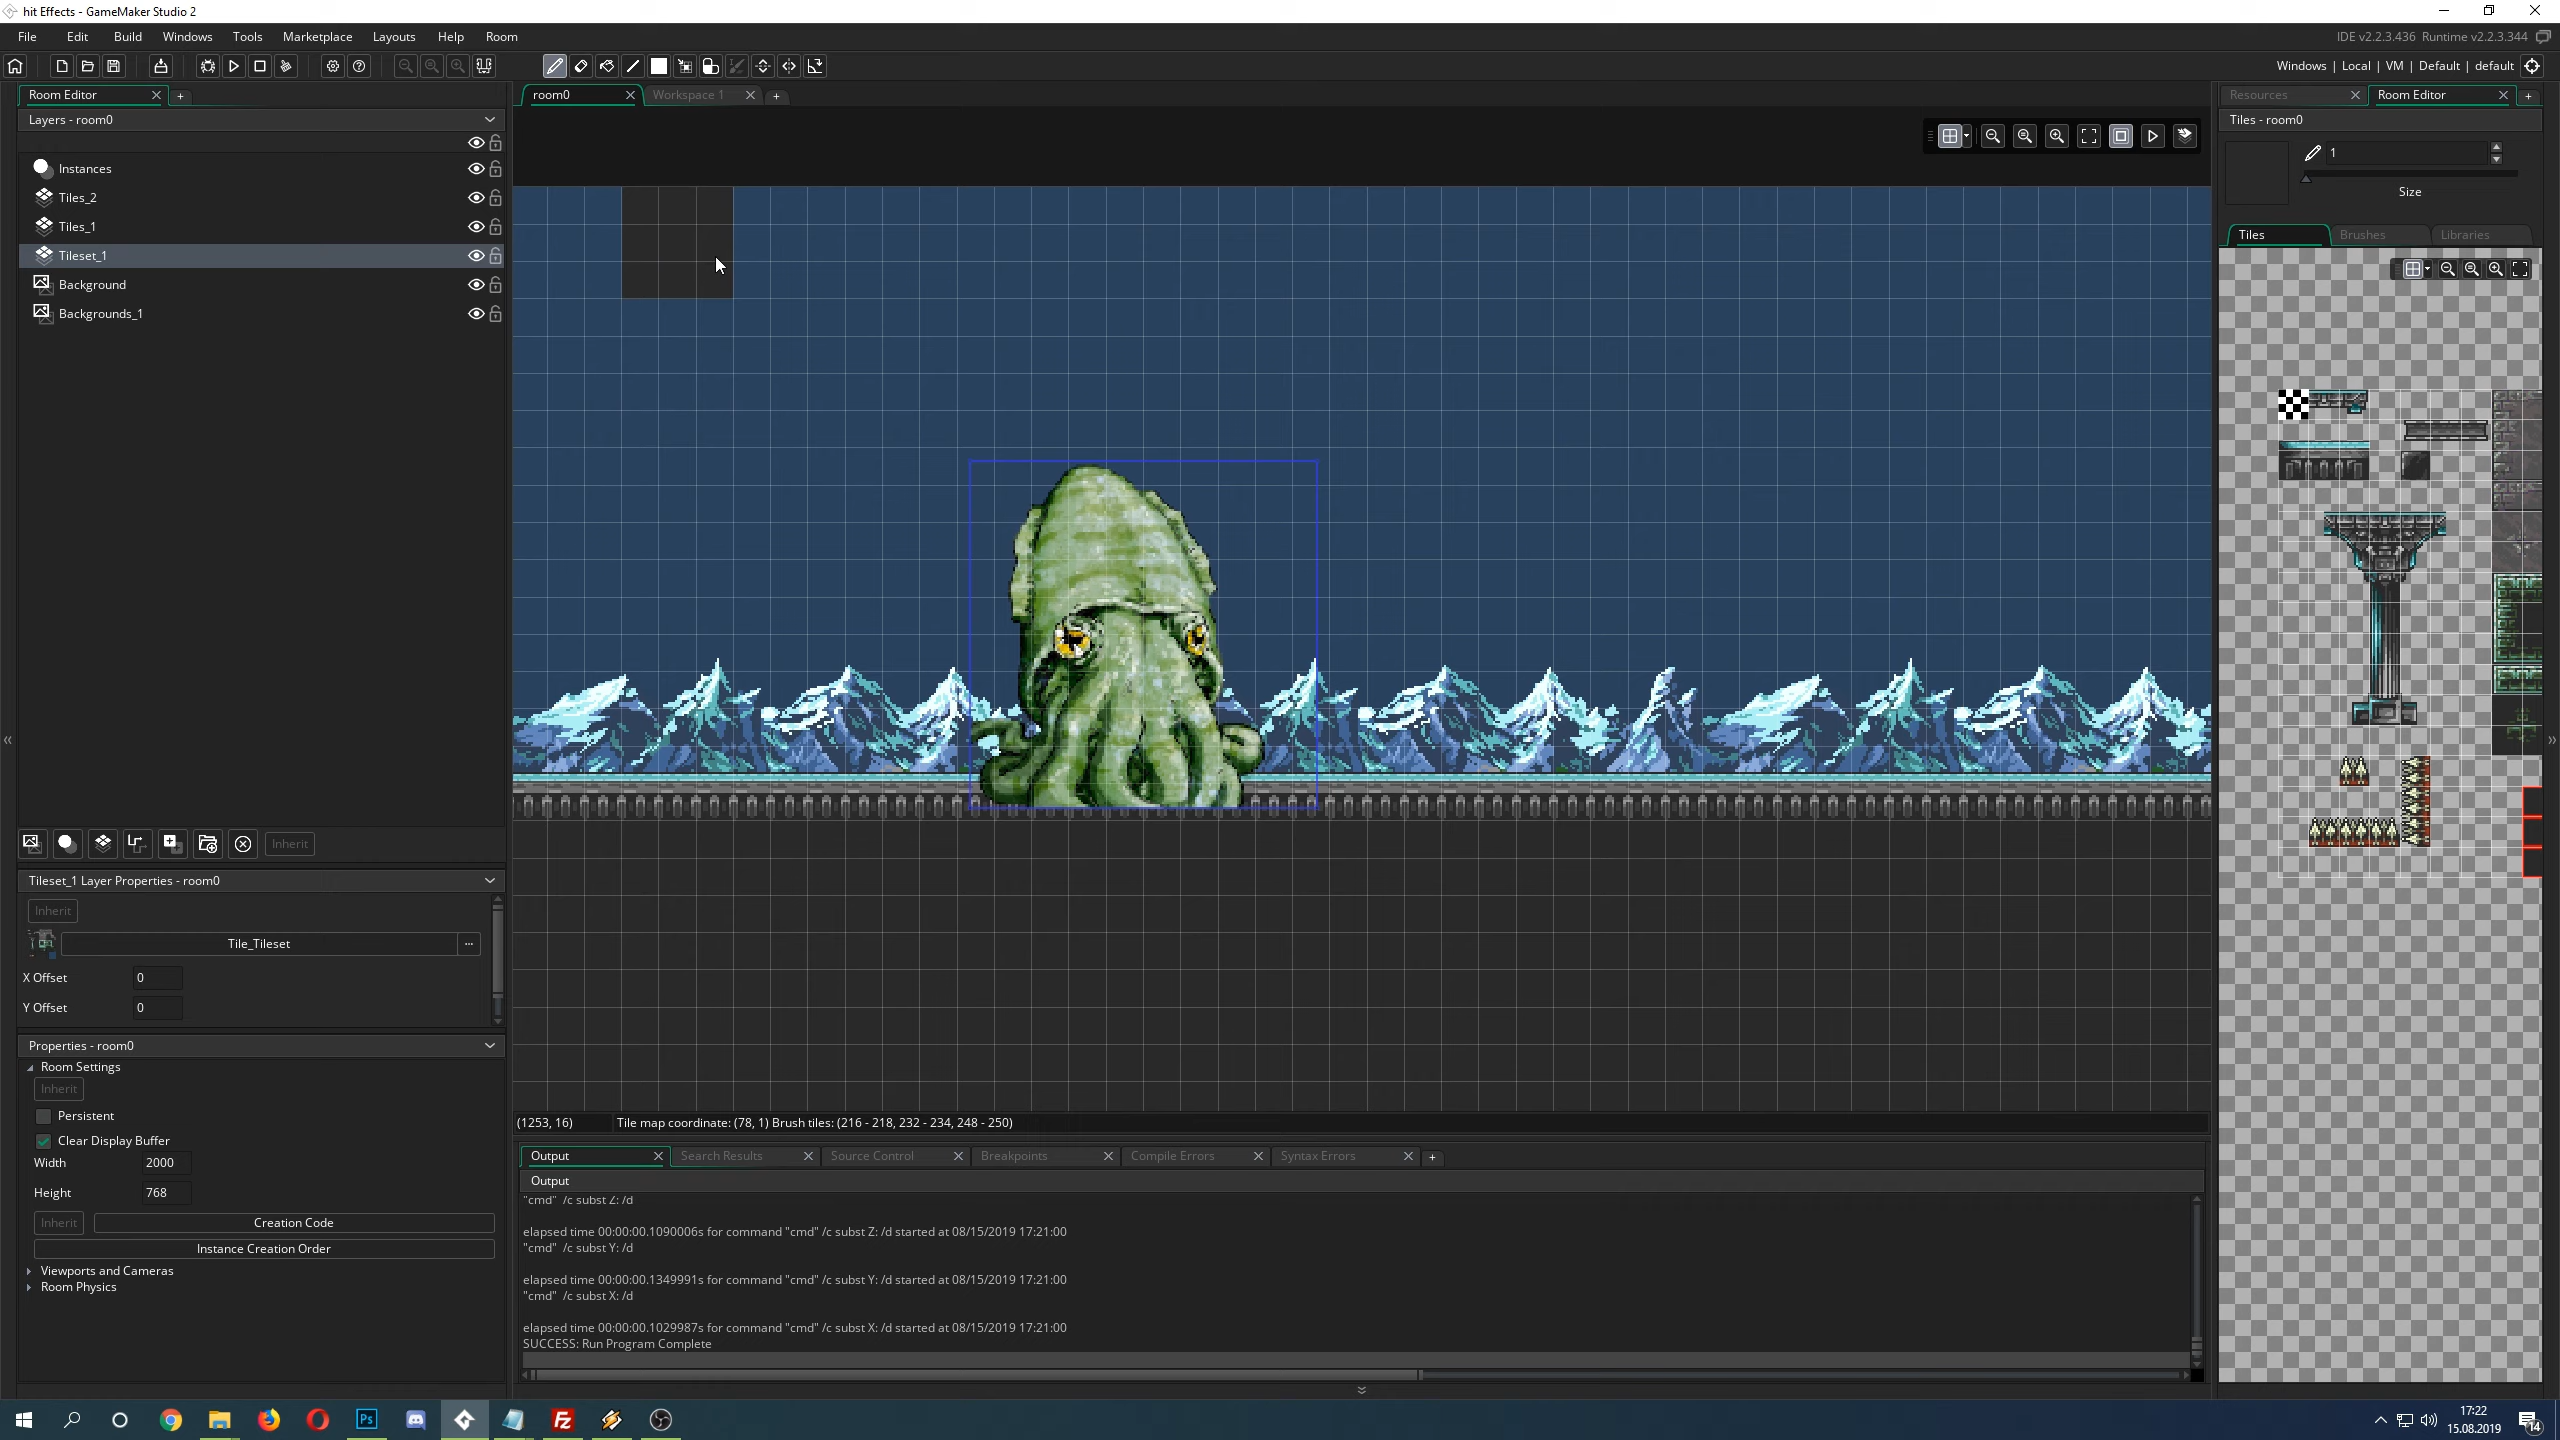 hit Effects - GameMaker Studio 2
File Edit Build Windows Tools Marketplace Layouts Help Room
IDE v2.2.3.436 Runtime v2.2.3.344
Windows | Local | VM | Default | default
Room Editor
room0
Workspace 1
Resources
Room Editor
Layers - room0
Tiles - room0
Instances
Tiles_2
Tiles_1
Tileset_1
Background
Backgrounds_1
1
Size
Tiles
Brushes
Libraries
Inherit
Tileset_1 Layer Properties - room0
Inherit
Tile_Tileset
...
X Offset 0
Y Offset 0
Properties - room0
Room Settings
Inherit
Persistent
Clear Display Buffer
Width 2000
Height 768
Inherit
Creation Code
Instance Creation Order
Viewports and Cameras
Room Physics
(1253, 16) Tile map coordinate: (78, 1) Brush tiles: (216 - 218, 232 - 234, 248 - 250)
Output
Search Results
Source Control
Breakpoints
Compile Errors
Syntax Errors
Output
"cmd" /c subst Z: /d
elapsed time 00:00:00.1090006s for command "cmd" /c subst Z: /d started at 08/15/2019 17:21:00
"cmd" /c subst Y: /d
elapsed time 00:00:00.1349991s for command "cmd" /c subst Y: /d started at 08/15/2019 17:21:00
"cmd" /c subst X: /d
elapsed time 00:00:00.1029987s for command "cmd" /c subst X: /d started at 08/15/2019 17:21:00
SUCCESS: Run Program Complete
Ps
Fz
17:22
15.08.2019
14